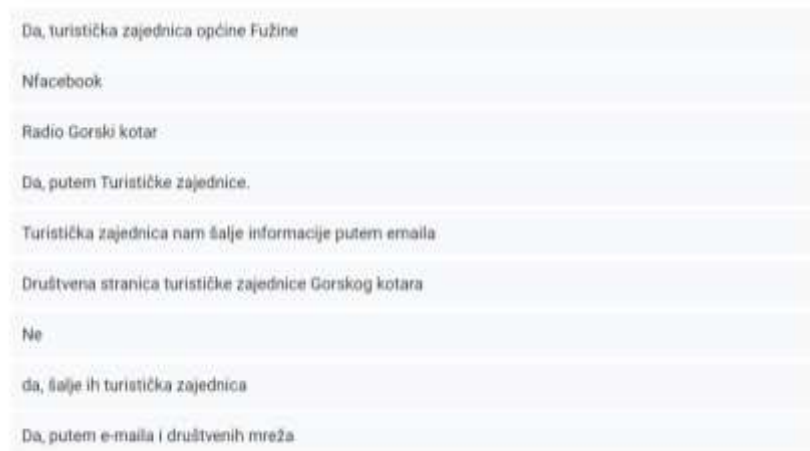 Da, turistička zajednica općine Fužine
Nfacebook
Radio Gorski kotar
Da, putem Turističke zajednice.
Turistička zajednica nam šalje informacije putem emaila
Društvena stranica turističke zajednice Gorskog kotara
Ne
da, šalje ih turistička zajednica
Da, putem e-maila i društvenih mreža